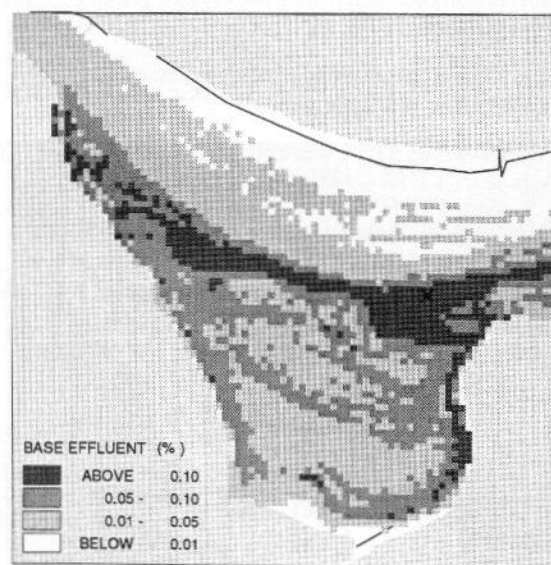 BASE EFFLUENT (%)
ABOVE 0.10
0.05 - 0.10
0.01 - 0.05
BELOW 0.01